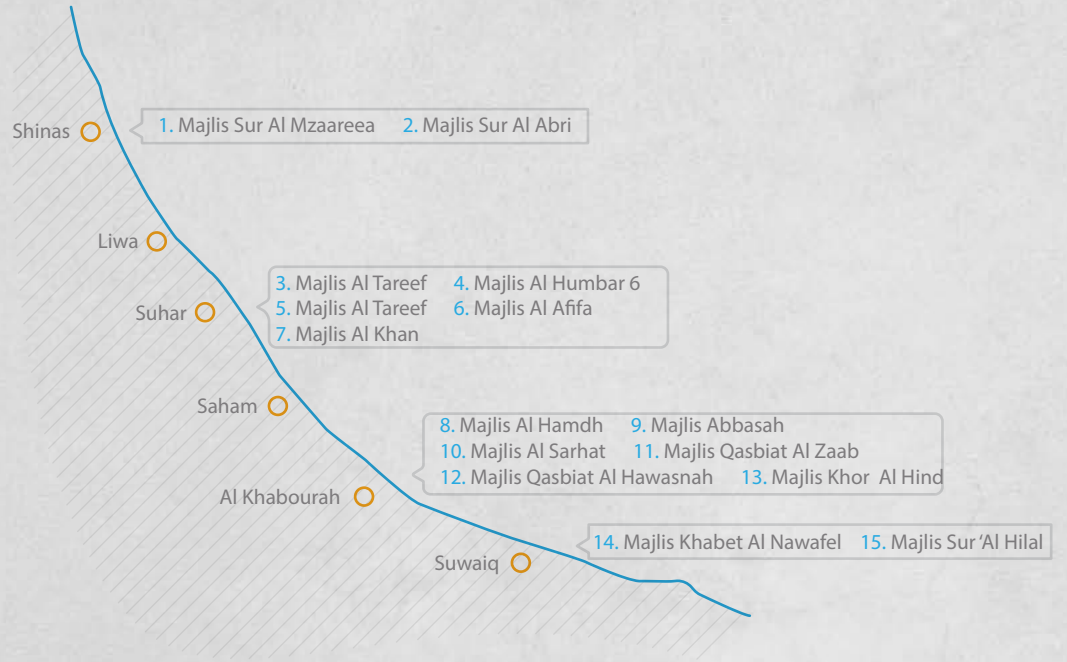 Shinas
1. Majlis Sur Al Mzaareea 2. Majlis Sur Al Abri
Liwa
Suhar
3. Majlis Al Tareef 4. Majlis Al Humbar 6
5. Majlis Al Tareef 6. Majlis Al Afifa
7. Majlis Al Khan
Saham
Al Khabourah
8. Majlis Al Hamdh 9. Majlis Abbasah
10. Majlis Al Sarhat 11. Majlis Qasbiat Al Zaab
12. Majlis Qasbiat Al Hawasnah 13. Majlis Khor Al Hind
Suwaiq
14. Majlis Khabet Al Nawafel 15. Majlis Sur ‘Al Hilal